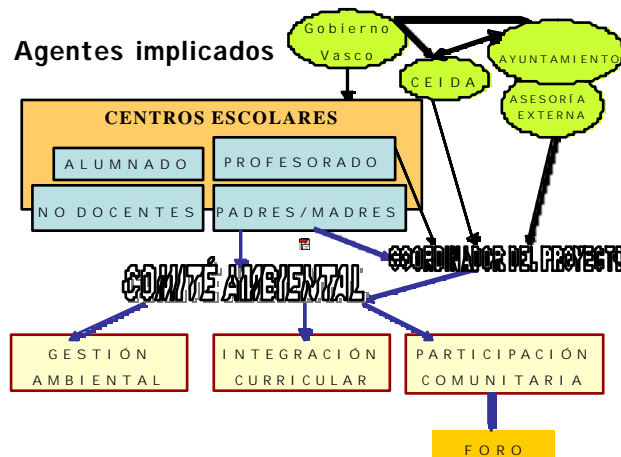 Agentes implicados
Gobierno
Vasco
CEIDA
AYUNTAMIENTO
ASESORÍA
EXTERNA
CENTROS ESCOLARES
ALUMNADO
PROFESORADO
NO DOCENTES
PADRES/MADRES
COORDINATOR DEL PROYECTO
COMITÉ AMBIENTAL
GESTIÓN
AMBIENTAL
INTEGRACIÓN
CURRICULAR
PARTICIPACIÓN
COMUNITARIA
FORO